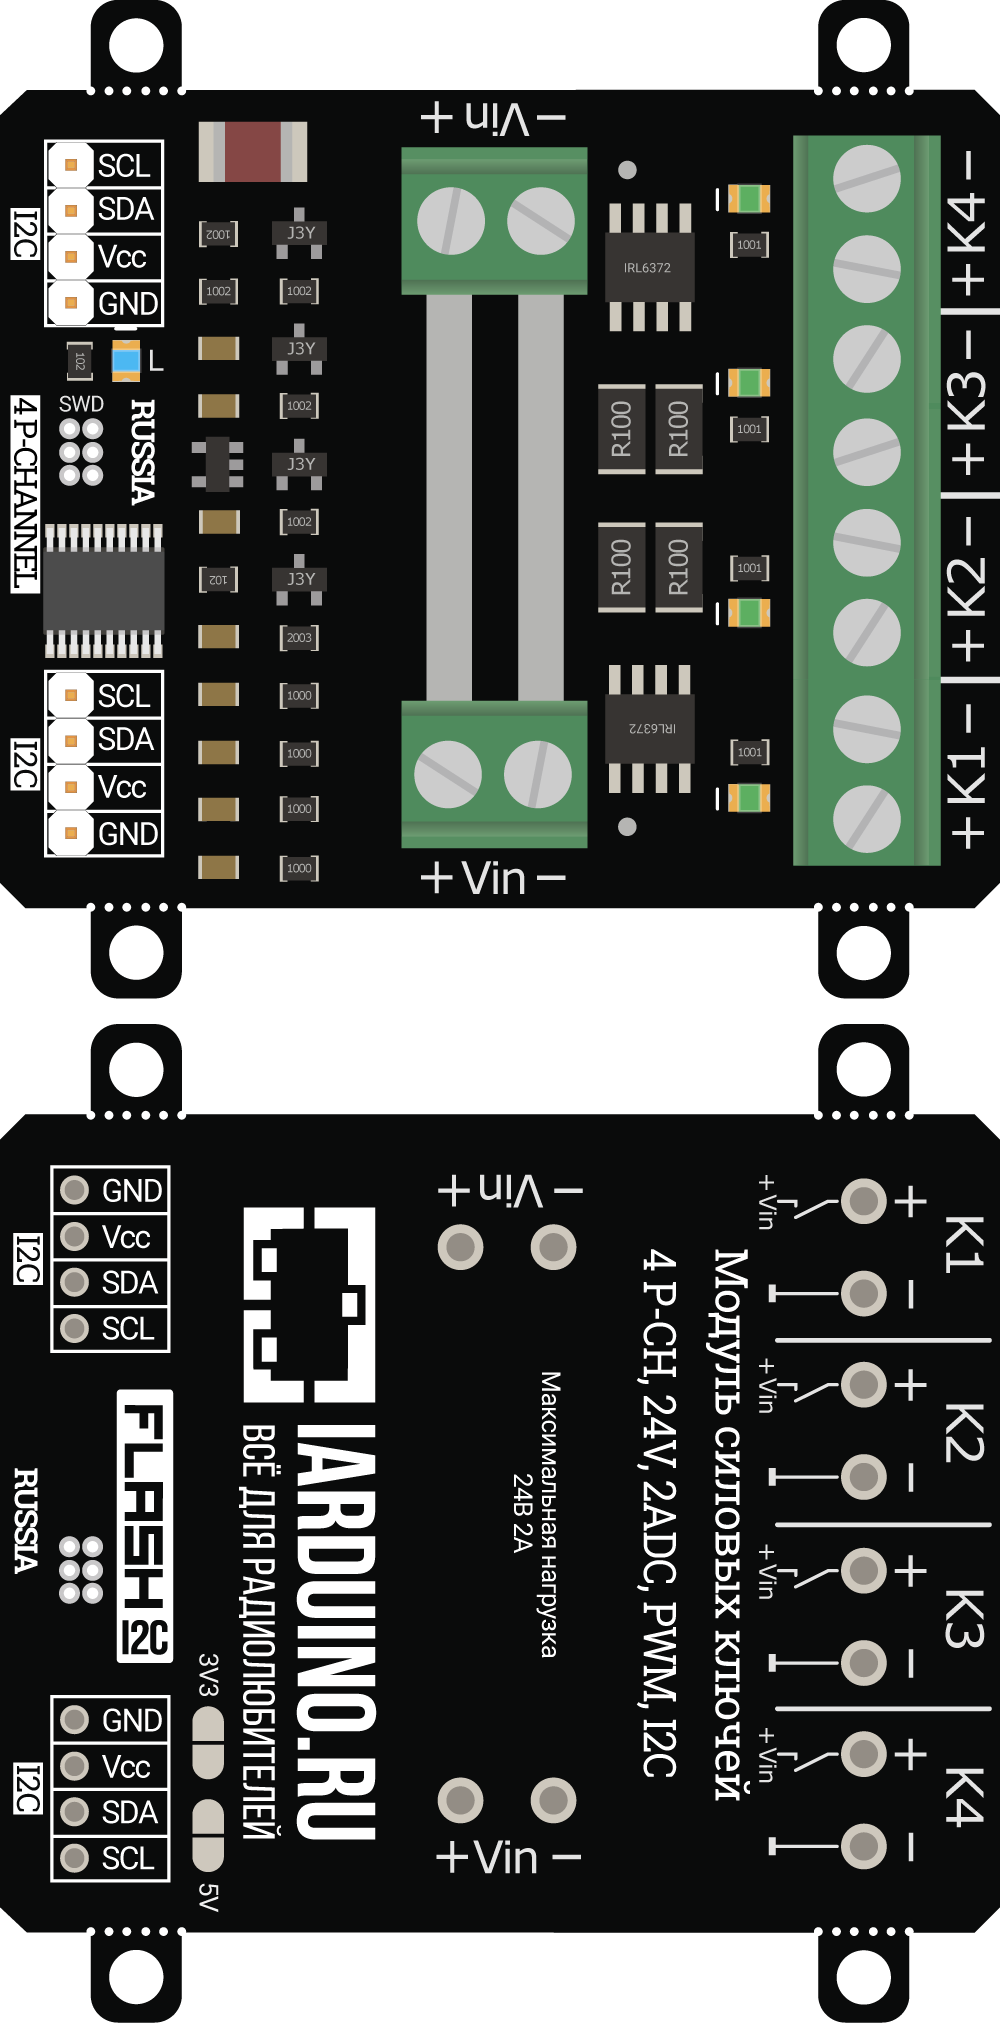 + Vin −
SCL
SDA
Vcc
GND
I2C
1002
J3Y
1002
1002
IRL6372
1001
+ K4 −
102
L
J3Y
SWD
RUSSIA
1002
R100
R100
1001
+ K3 −
4 P-CHANNEL
J3Y
1002
102
J3Y
R100
R100
1001
+ K2 −
2003
SCL
SDA
Vcc
GND
I2C
1000
1000
1000
1000
IRL6372
1001
+ K1 −
+ Vin −
+ Vin −
GND
Vcc
SDA
SCL
I2C
FLASH
I2C
RUSSIA
IARDUINO.RU
ВСЁ ДЛЯ РАДИОЛЮБИТЕЛЕЙ
Максимальная нагрузка
24В 2А
Модуль силовых ключей
4 P-CH, 24V, 2ADC, PWM, I2C
+Vin
+
−
K1
+Vin
+
−
K2
+Vin
+
−
K3
+Vin
+
−
K4
3V3
5V
GND
Vcc
SDA
SCL
I2C
+Vin −